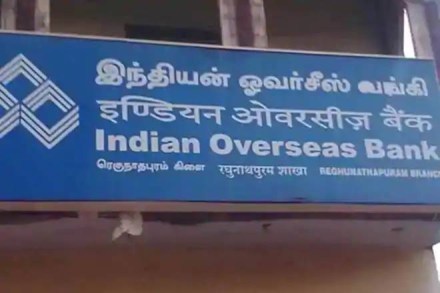 இந்தியன் ஓவர்சீஸ் வங்கி
इण्डियन ओवरसीज़ बैंक
Indian Overseas Bank
ரெகுநாதபுரம் கிளை रघुनाथपुरम शाखा REGHUNATHAPURAM BRANCH